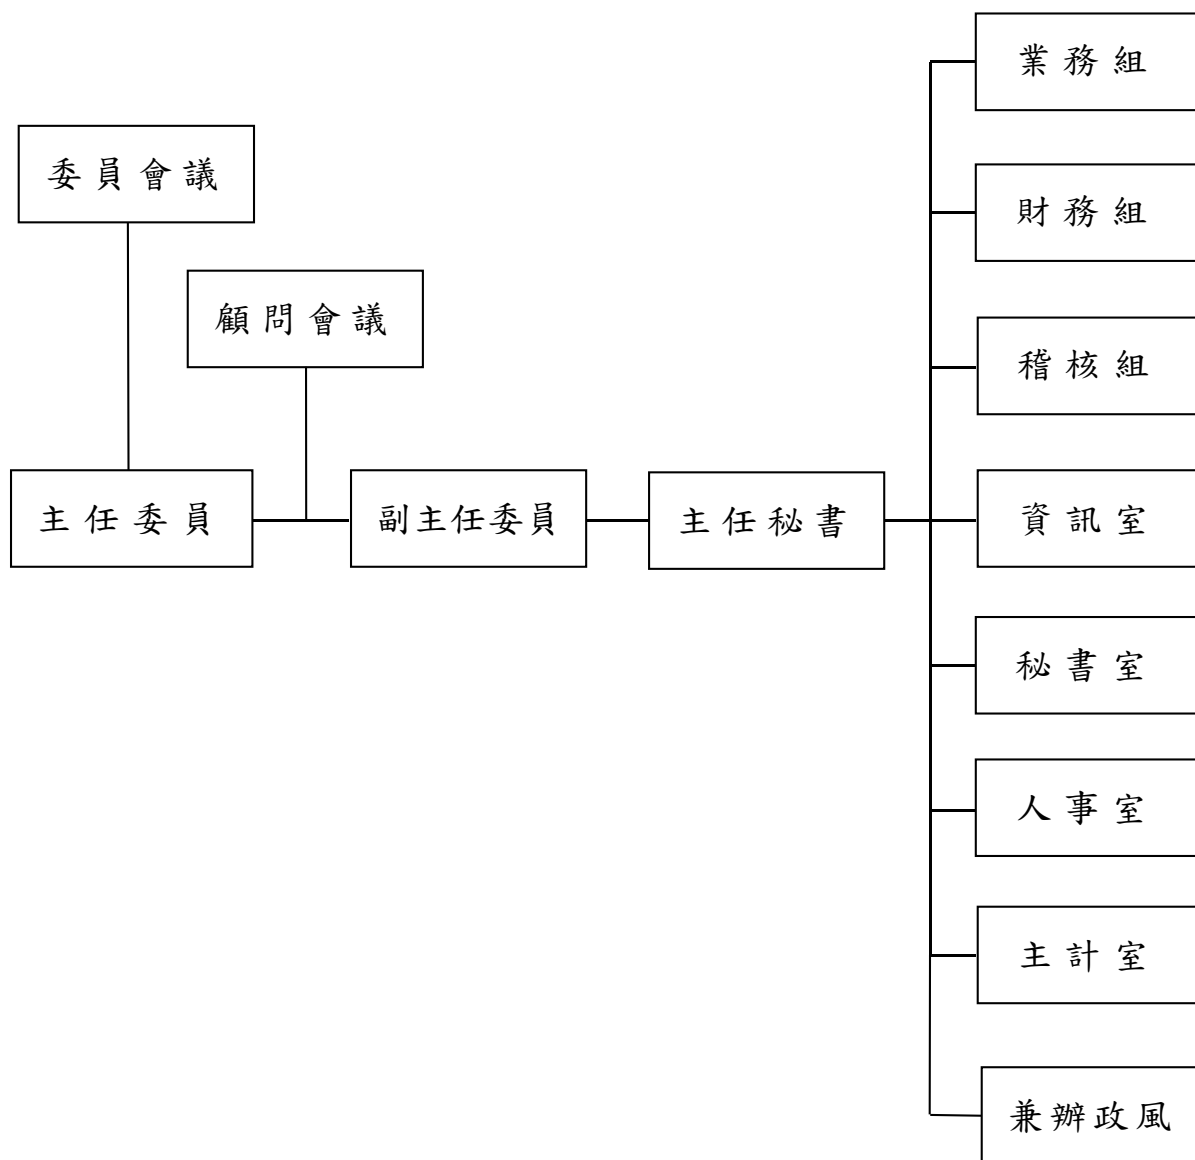 業務組
委員會議
財務組
顧問會議
稽核組
主任委員
副主任委員
主任秘書
資訊室
秘書室
人事室
主計室
兼辦政風